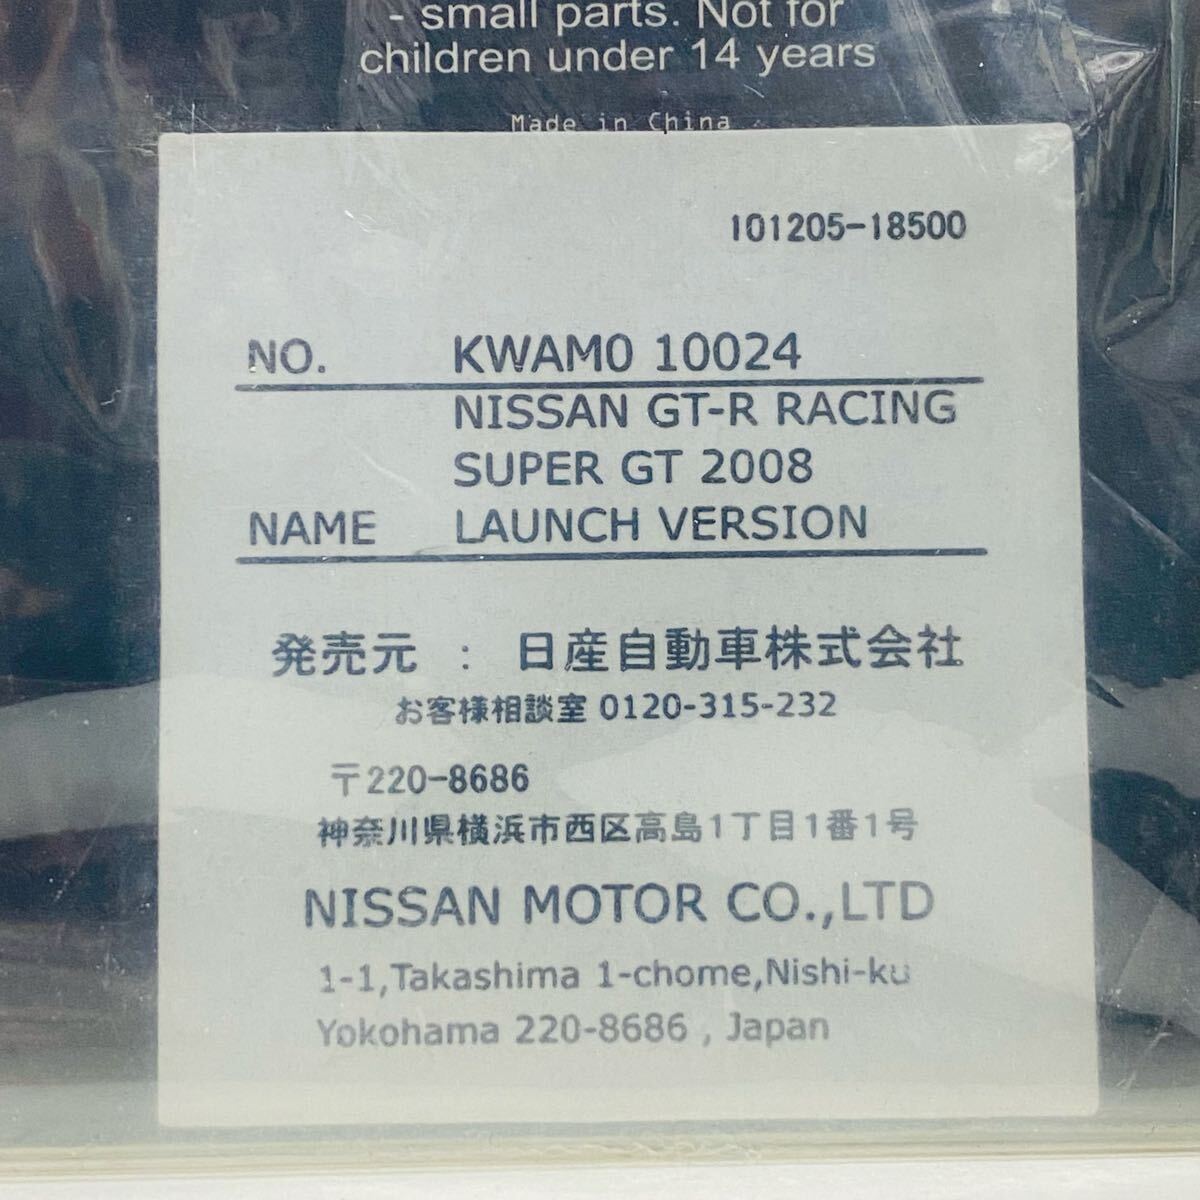 - small parts. Not for
children under 14 years
Made in China
101205-18500
NO. KWAM0 10024
NISSAN GT-R RACING
SUPER GT 2008
NAME LAUNCH VERSION
発売元 : 日産自動車株式会社
お客様相談室 0120-315-232
〒220-8686
神奈川県横浜市西区高島1丁目1番1号
NISSAN MOTOR CO.,LTD
1-1,Takashima 1-chome,Nishi-ku
Yokohama 220-8686 , Japan